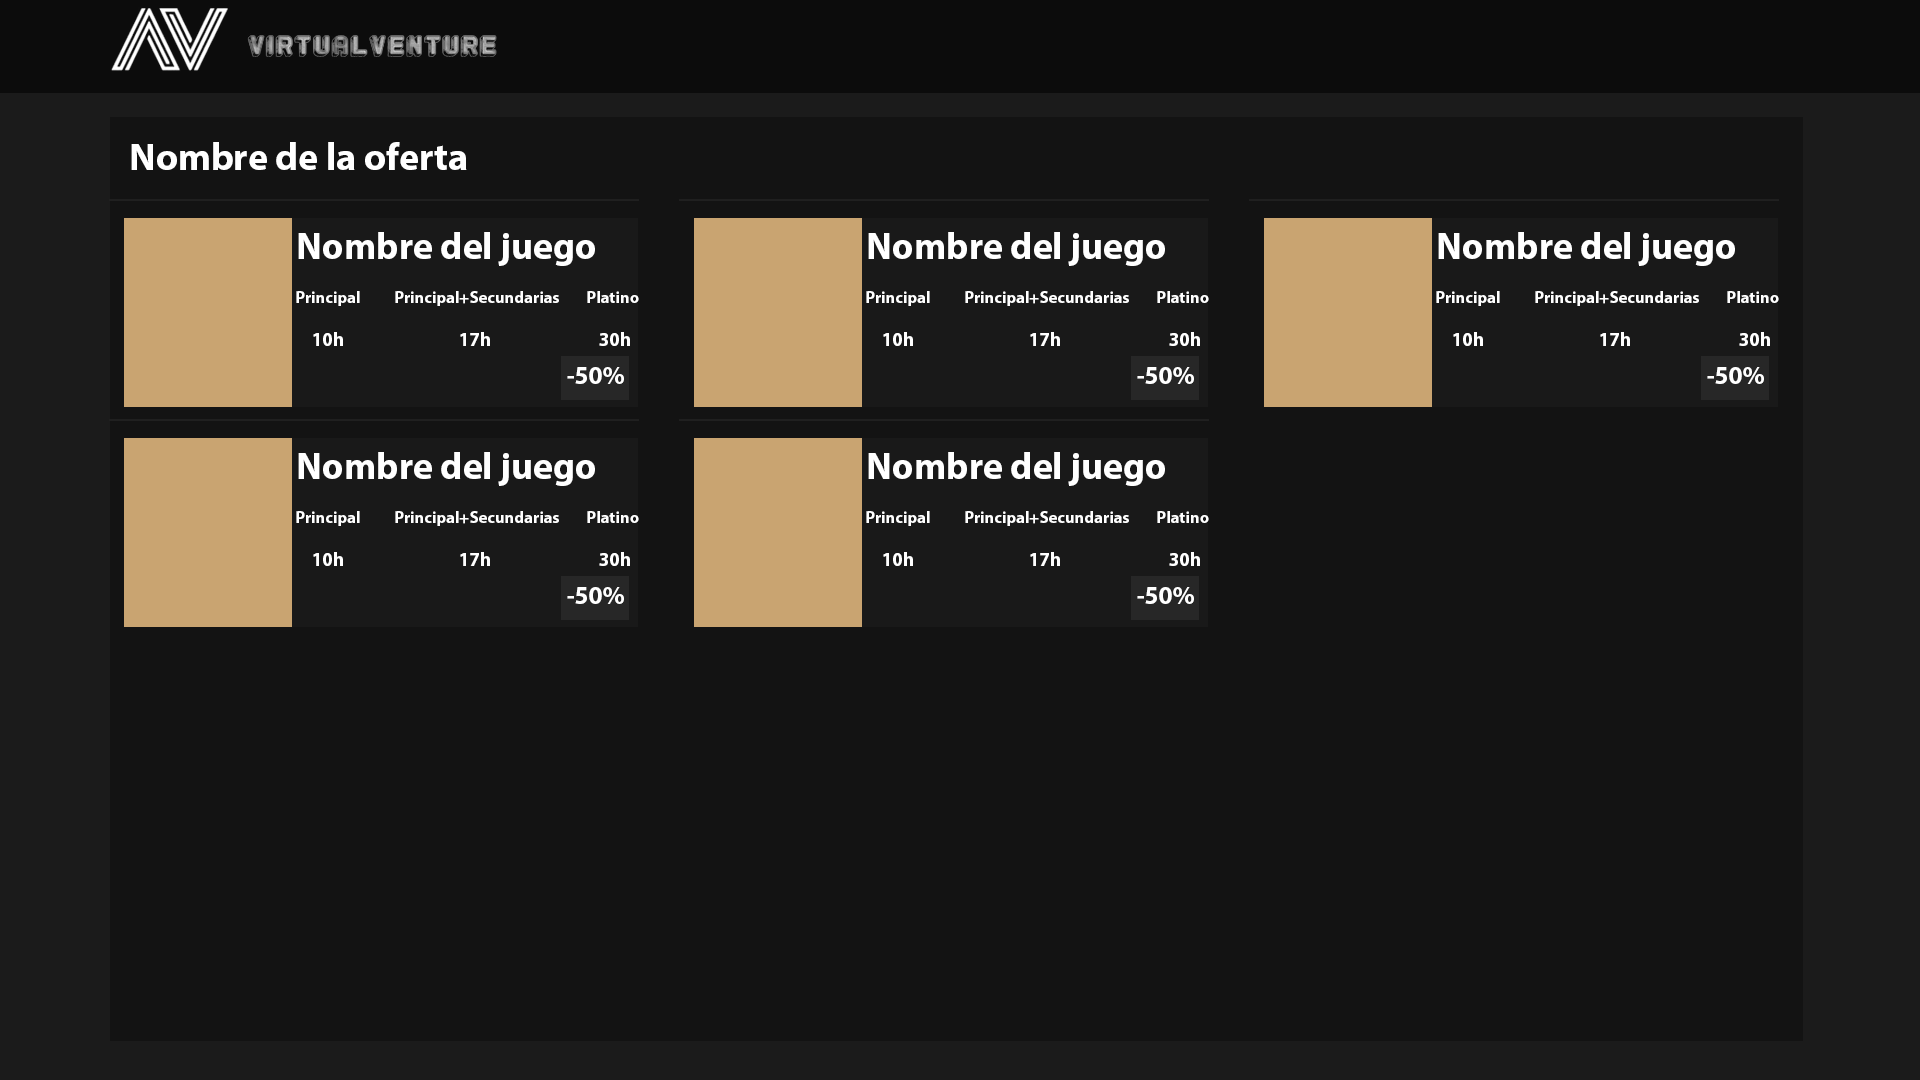 AV VIRTUALVENTURE
Nombre de la oferta
Nombre del juego
Principal Principal+Secundarias Platino
10h 17h 30h
-50%
Nombre del juego
Principal Principal+Secundarias Platino
10h 17h 30h
-50%
Nombre del juego
Principal Principal+Secundarias Platino
10h 17h 30h
-50%
Nombre del juego
Principal Principal+Secundarias Platino
10h 17h 30h
-50%
Nombre del juego
Principal Principal+Secundarias Platino
10h 17h 30h
-50%